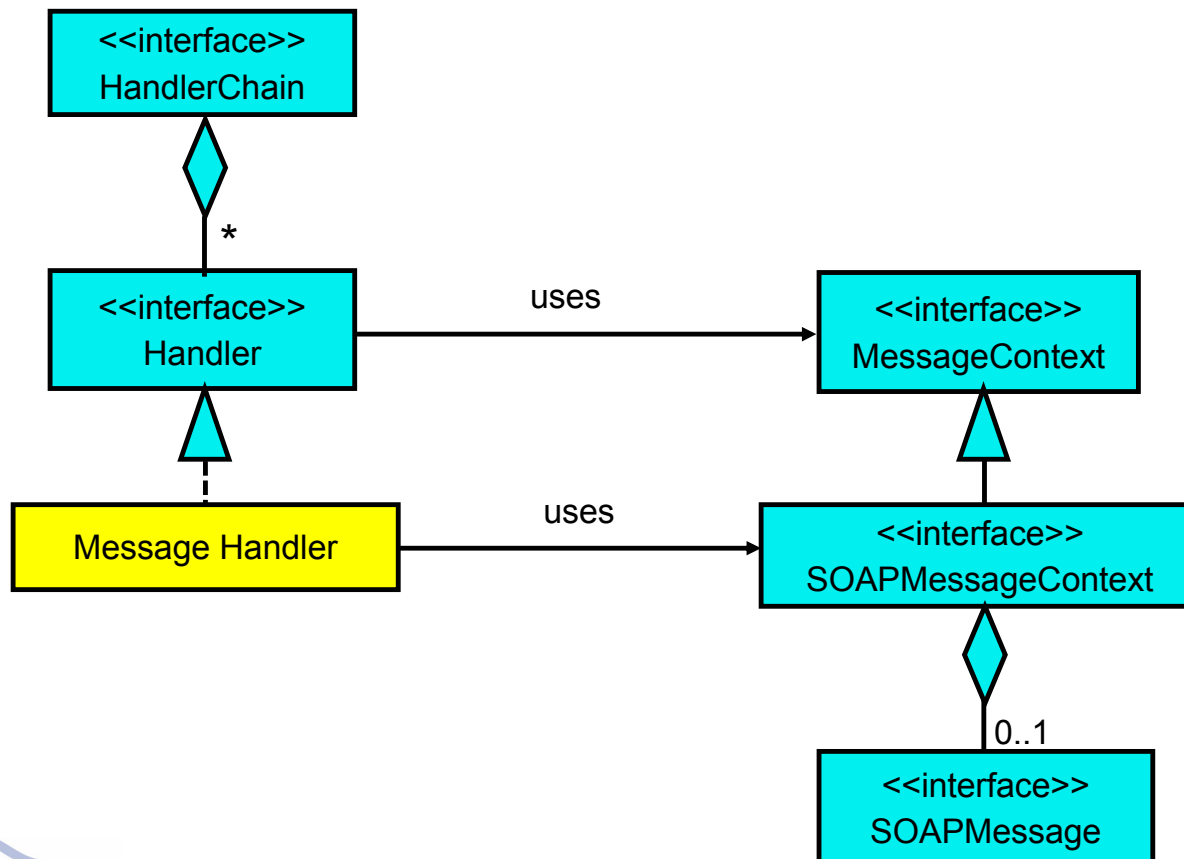 <<interface>>
HandlerChain
*
<<interface>>
Handler
uses
<<interface>>
MessageContext
Message Handler
uses
<<interface>>
SOAPMessageContext
0..1
<<interface>>
SOAPMessage